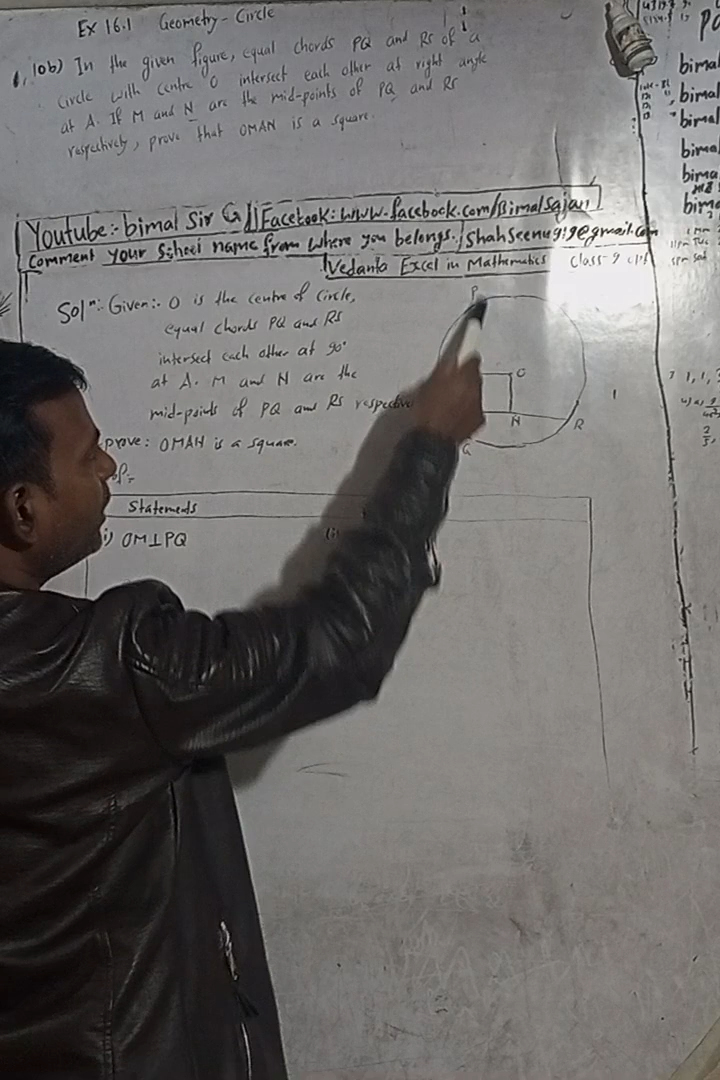 Ex 16.1 Geometry - Circle
1. 10b) In the given figure, equal chords PQ and RS of a
circle with centre O intersect each other at right angle
at A. If M and N are the mid-points of PQ and RS
respectively, prove that OMAN is a square.
Youtube:- bimal Sir G || Facebook: www.facebook.com/Bimalsajan
Comment your School name from where you belongs. / shahseemug19@gmail.com
Vedanta Excel in Mathematics class-9
Solⁿ:- Given:- O is the centre of Circle,
equal chords PQ and RS
intersect each other at 90°
at A. M and N are the
mid-points of PQ and RS
prove: OMAN is a square.
Statements
i) OM⊥PQ
P
O
N
R
Q
bimal
bimal
bimal
bimal
bima
bima